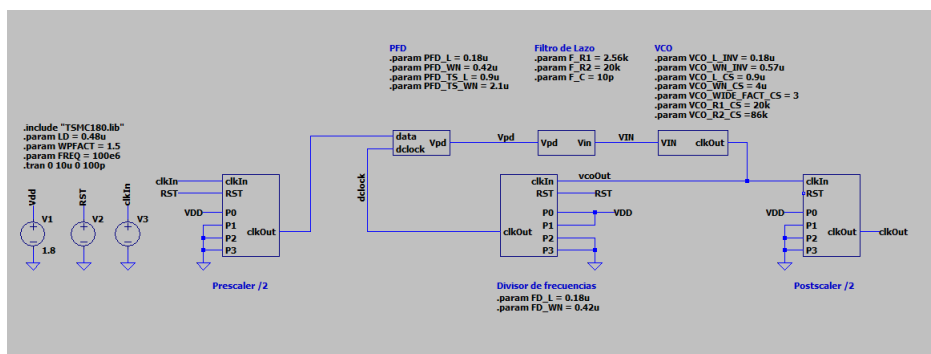 PFD
.param PFD_L = 0.18u
.param PFD_WN = 0.42u
.param PFD_TS_L = 0.9u
.param PFD_TS_WN = 2.1u
Filtro de Lazo
.param F_R1 = 2.56k
.param F_R2 = 20k
.param F_C = 10p
VCO
.param VCO_L_INV = 0.18u
.param VCO_WN_INV = 0.57u
.param VCO_L_CS = 0.9u
.param VCO_WN_CS = 4u
.param VCO_WIDE_FACT_CS = 3
.param VCO_R1_CS = 20k
.param VCO_R2_CS=86k
.include "TSMC180.lib"
.param LD = 0.48u
.param WPFACT = 1.5
.param FREQ = 100e6
.tran 0 10u 0 100p
Vdd
V1
1.8
RST
V2
clkIn
V3
clkIn
RST
VDD
clkIn
RST
P0
P1
P2
P3
clkOut
Prescaler /2
data
dclock
Vpd
Vpd
Vpd
Vin
VIN
VIN
clkOut
dclock
clkIn
RST
P0
P1
P2
P3
clkOut
vcoOut
RST
VDD
Divisor de frecuencias
.param FD_L = 0.18u
.param FD_WN = 0.42u
VDD
clkIn
RST
P0
P1
P2
P3
clkOut
clkOut
Postscaler /2